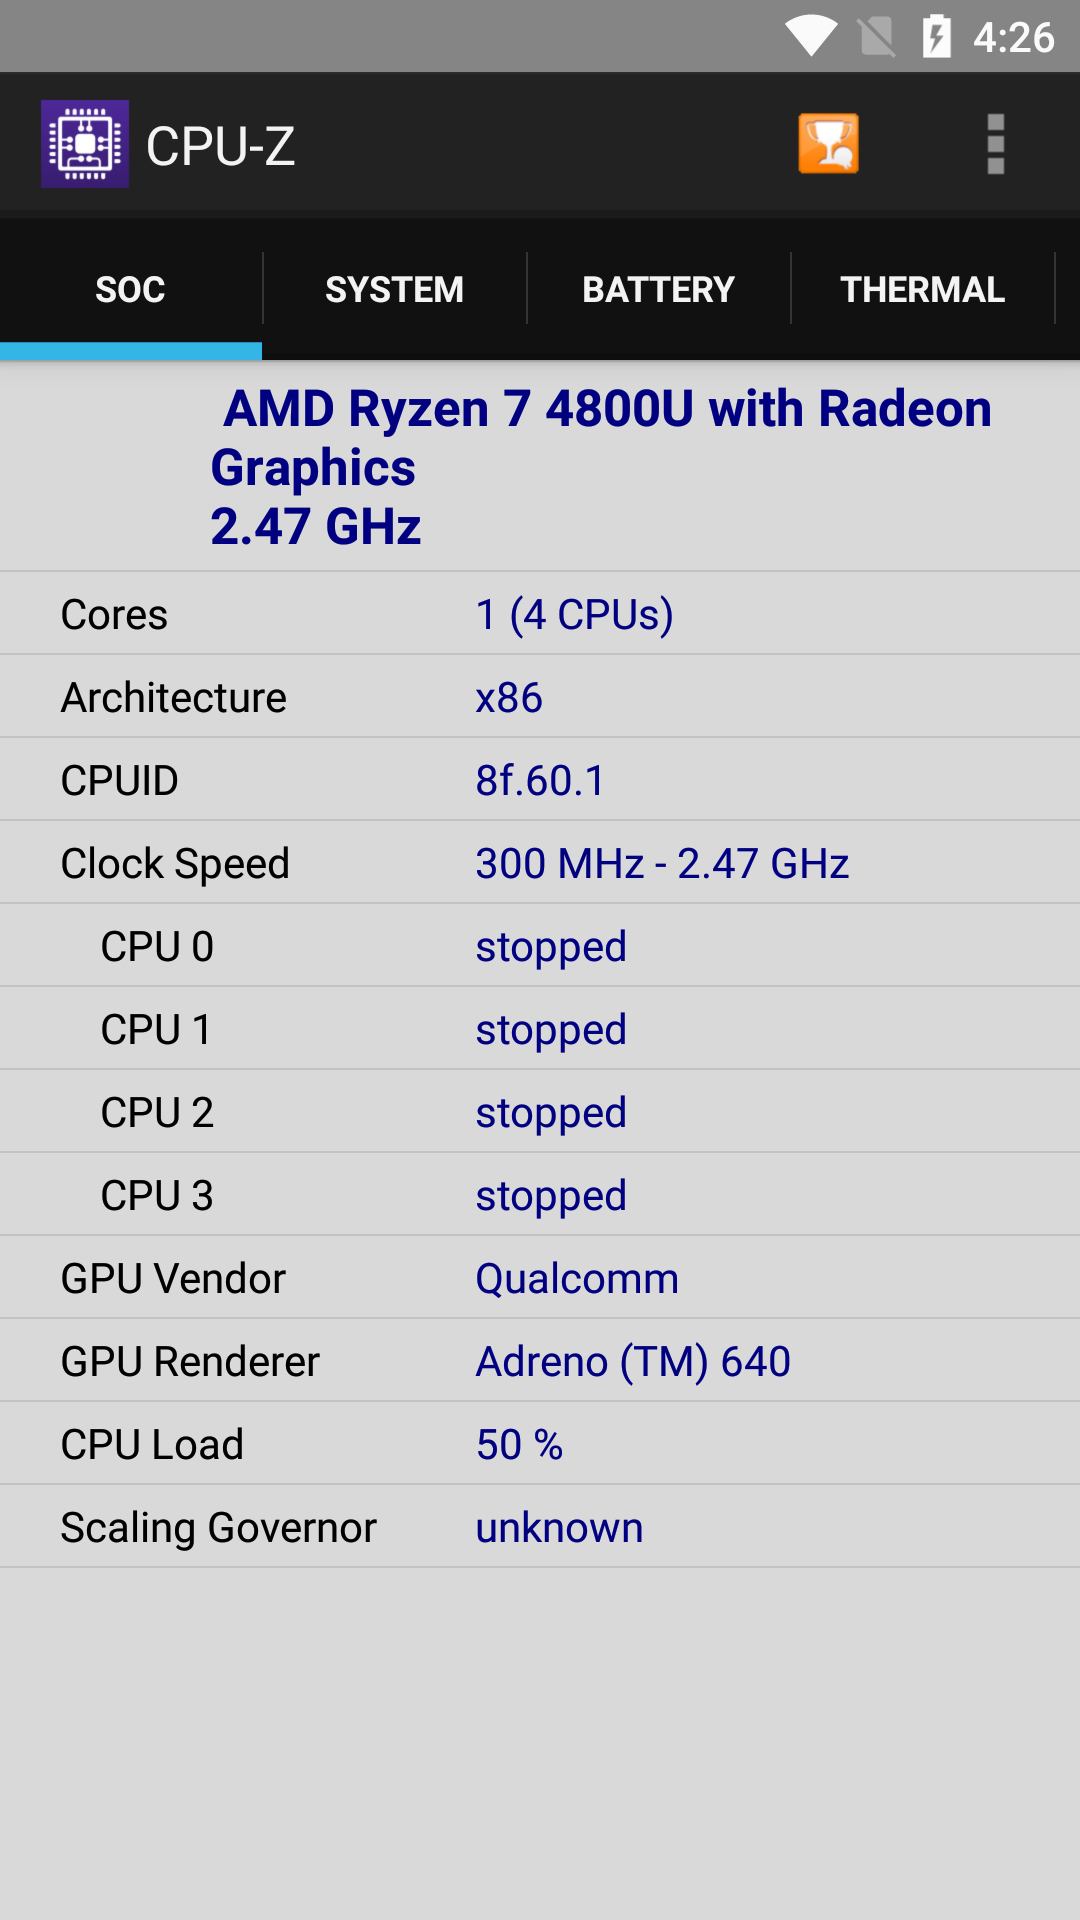 4:26
CPU-Z
SOC SYSTEM BATTERY THERMAL
AMD Ryzen 7 4800U with Radeon
Graphics
2.47 GHz
Cores 1 (4 CPUs)
Architecture x86
CPUID 8f.60.1
Clock Speed 300 MHz - 2.47 GHz
CPU 0 stopped
CPU 1 stopped
CPU 2 stopped
CPU 3 stopped
GPU Vendor Qualcomm
GPU Renderer Adreno (TM) 640
CPU Load 50 %
Scaling Governor unknown